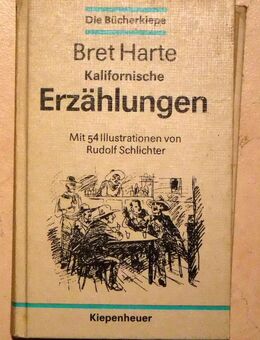 Die Bücherkiepe
Bret Harte
Kalifornische
Erzählungen
Mit 54 Illustrationen von
Rudolf Schlichter
Kiepenheuer